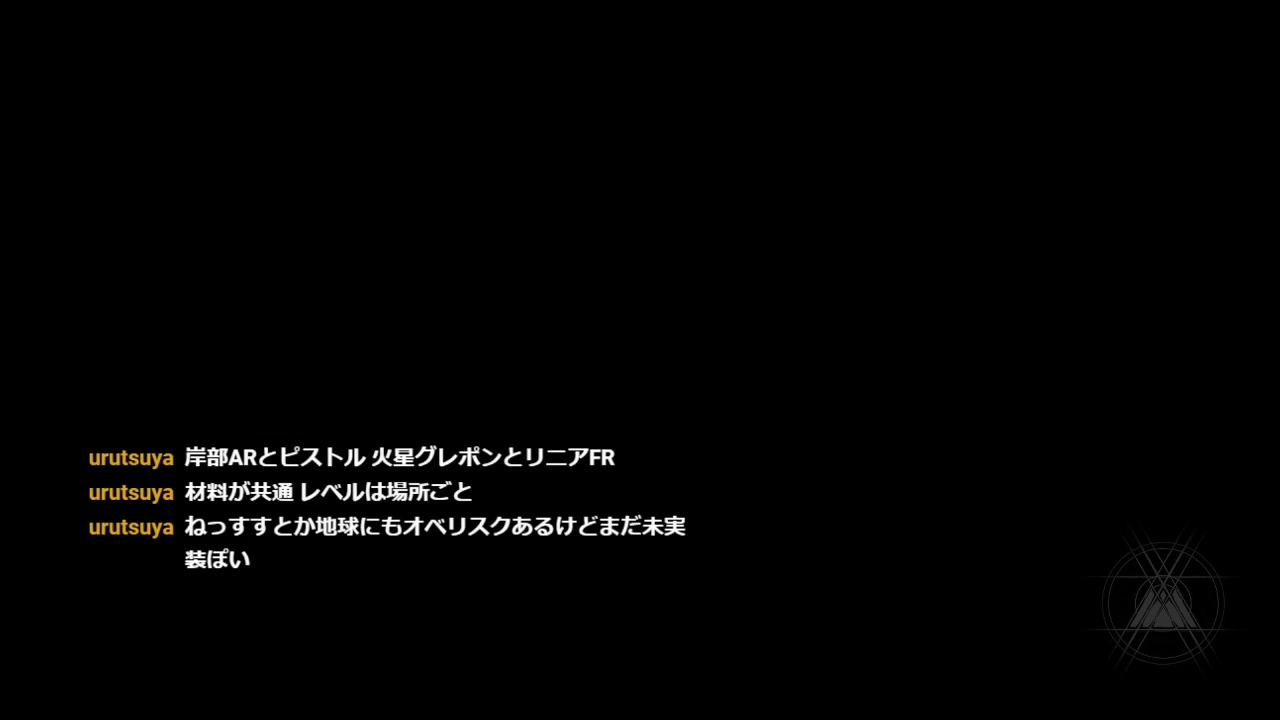 urutsuya 岸部ARとピストル 火星グレポンとリニアFR
urutsuya 材料が共通 レベルは場所ごと
urutsuya ねっすすとか地球にもオベリスクあるけどまだ未実
装ぽい